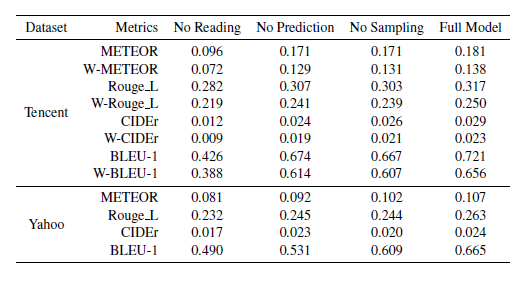 Dataset Metrics No Reading No Prediction No Sampling Full Model
METEOR 0.096 0.171 0.171 0.181
W-METEOR 0.072 0.129 0.131 0.138
Rouge_L 0.282 0.307 0.303 0.317
W-Rouge_L 0.219 0.241 0.239 0.250
Tencent
CIDEr 0.012 0.024 0.026 0.029
W-CIDEr 0.009 0.019 0.021 0.023
BLEU-1 0.426 0.674 0.667 0.721
W-BLEU-1 0.388 0.614 0.607 0.656
METEOR 0.081 0.092 0.102 0.107
Rouge_L 0.232 0.245 0.244 0.263
Yahoo
CIDEr 0.017 0.023 0.020 0.024
BLEU-1 0.490 0.531 0.609 0.665